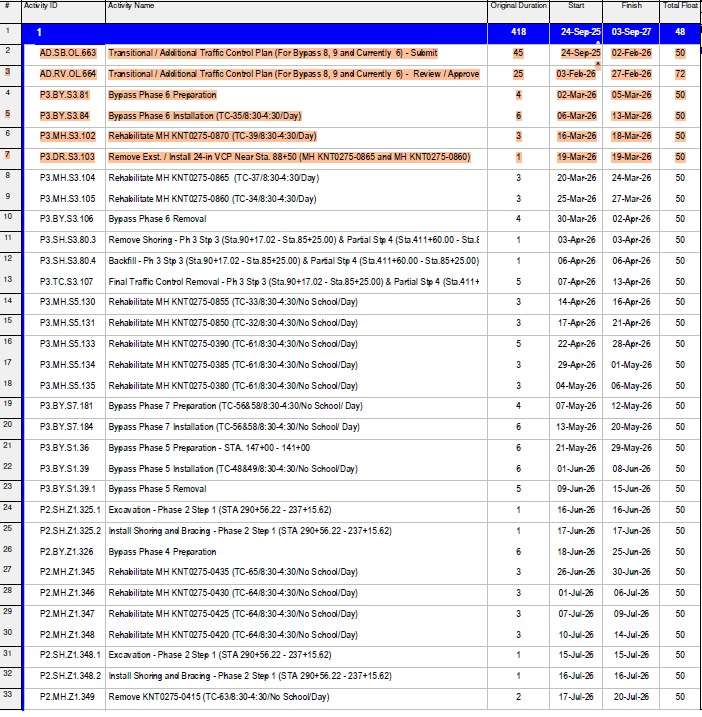 # Activity ID Activity Name Original Duration Start Finish Total Float
1 1 418 24-Sep-25 03-Sep-27 48
2 AD.SB.OL.663 Transitional / Additional Traffic Control Plan (For Bypass 8, 9 and Currently 6) - Submit 45 24-Sep-25 02-Feb-26 50
3 AD.RV.OL.664 Transitional / Additional Traffic Control Plan (For Bypass 8, 9 and Currently 6) - Review / Approve 25 03-Feb-26 27-Feb-26 72
4 P3.BY.S3.81 Bypass Phase 6 Preparation 4 02-Mar-26 05-Mar-26 50
5 P3.BY.S3.84 Bypass Phase 6 Installation (TC-35/8:30-4:30/Day) 6 06-Mar-26 13-Mar-26 50
6 P3.MH.S3.102 Rehabilitate MH KNT0275-0870 (TC-39/8:30-4:30/Day) 3 16-Mar-26 18-Mar-26 50
7 P3.DR.S3.103 Remove Exst. / Install 24-in VCP Near Sta. 88+50 (MH KNT0275-0865 and MH KNT0275-0860) 1 19-Mar-26 19-Mar-26 50
8 P3.MH.S3.104 Rehabilitate MH KNT0275-0865 (TC-37/8:30-4:30/Day) 3 20-Mar-26 24-Mar-26 50
9 P3.MH.S3.105 Rehabilitate MH KNT0275-0860 (TC-34/8:30-4:30/Day) 3 25-Mar-26 27-Mar-26 50
10 P3.BY.S3.106 Bypass Phase 6 Removal 4 30-Mar-26 02-Apr-26 50
11 P3.SH.S3.80.3 Remove Shoring - Ph 3 Stp 3 (Sta.90+17.02 - Sta.85+25.00) & Partial Stp 4 (Sta.411+60.00 - Sta.8 1 03-Apr-26 03-Apr-26 50
12 P3.SH.S3.80.4 Backfill - Ph 3 Stp 3 (Sta.90+17.02 - Sta.85+25.00) & Partial Stp 4 (Sta.411+60.00 - Sta.85+25.00) 1 06-Apr-26 06-Apr-26 50
13 P3.TC.S3.107 Final Traffic Control Removal - Ph 3 Stp 3 (Sta.90+17.02 - Sta.85+25.00) & Partial Stp 4 (Sta.411+ 5 07-Apr-26 13-Apr-26 50
14 P3.MH.S5.130 Rehabilitate MH KNT0275-0855 (TC-33/8:30-4:30/No School/Day) 3 14-Apr-26 16-Apr-26 50
15 P3.MH.S5.131 Rehabilitate MH KNT0275-0850 (TC-32/8:30-4:30/No School/Day) 3 17-Apr-26 21-Apr-26 50
16 P3.MH.S5.133 Rehabilitate MH KNT0275-0390 (TC-61/8:30-4:30/No School/Day) 5 22-Apr-26 28-Apr-26 50
17 P3.MH.S5.134 Rehabilitate MH KNT0275-0385 (TC-61/8:30-4:30/No School/Day) 3 29-Apr-26 01-May-26 50
18 P3.MH.S5.135 Rehabilitate MH KNT0275-0380 (TC-61/8:30-4:30/No School/Day) 3 04-May-26 06-May-26 50
19 P3.BY.S7.181 Bypass Phase 7 Preparation (TC-56&58/8:30-4:30/No School/ Day) 4 07-May-26 12-May-26 50
20 P3.BY.S7.184 Bypass Phase 7 Installation (TC-56&58/8:30-4:30/No School/ Day) 6 13-May-26 20-May-26 50
21 P3.BY.S1.36 Bypass Phase 5 Preparation - STA. 147+00 - 141+00 6 21-May-26 29-May-26 50
22 P3.BY.S1.39 Bypass Phase 5 Installation (TC-48&49/8:30-4:30/No School/Day) 6 01-Jun-26 08-Jun-26 50
23 P3.BY.S1.39.1 Bypass Phase 5 Removal 5 09-Jun-26 15-Jun-26 50
24 P2.SH.Z1.325.1 Excavation - Phase 2 Step 1 (STA 290+56.22 - 237+15.62) 1 16-Jun-26 16-Jun-26 50
25 P2.SH.Z1.325.2 Install Shoring and Bracing - Phase 2 Step 1 (STA 290+56.22 - 237+15.62) 1 17-Jun-26 17-Jun-26 50
26 P2.BY.Z1.326 Bypass Phase 4 Preparation 6 18-Jun-26 25-Jun-26 50
27 P2.MH.Z1.345 Rehabilitate MH KNT0275-0435 (TC-65/8:30-4:30/No School/Day) 3 26-Jun-26 30-Jun-26 50
28 P2.MH.Z1.346 Rehabilitate MH KNT0275-0430 (TC-64/8:30-4:30/No School/Day) 3 01-Jul-26 06-Jul-26 50
29 P2.MH.Z1.347 Rehabilitate MH KNT0275-0425 (TC-64/8:30-4:30/No School/Day) 3 07-Jul-26 09-Jul-26 50
30 P2.MH.Z1.348 Rehabilitate MH KNT0275-0420 (TC-64/8:30-4:30/No School/Day) 3 10-Jul-26 14-Jul-26 50
31 P2.SH.Z1.348.1 Excavation - Phase 2 Step 1 (STA 290+56.22 - 237+15.62) 1 15-Jul-26 15-Jul-26 50
32 P2.SH.Z1.348.2 Install Shoring and Bracing - Phase 2 Step 1 (STA 290+56.22 - 237+15.62) 1 16-Jul-26 16-Jul-26 50
33 P2.MH.Z1.349 Remove KNT0275-0415 (TC-63/8:30-4:30/No School/Day) 2 17-Jul-26 20-Jul-26 50